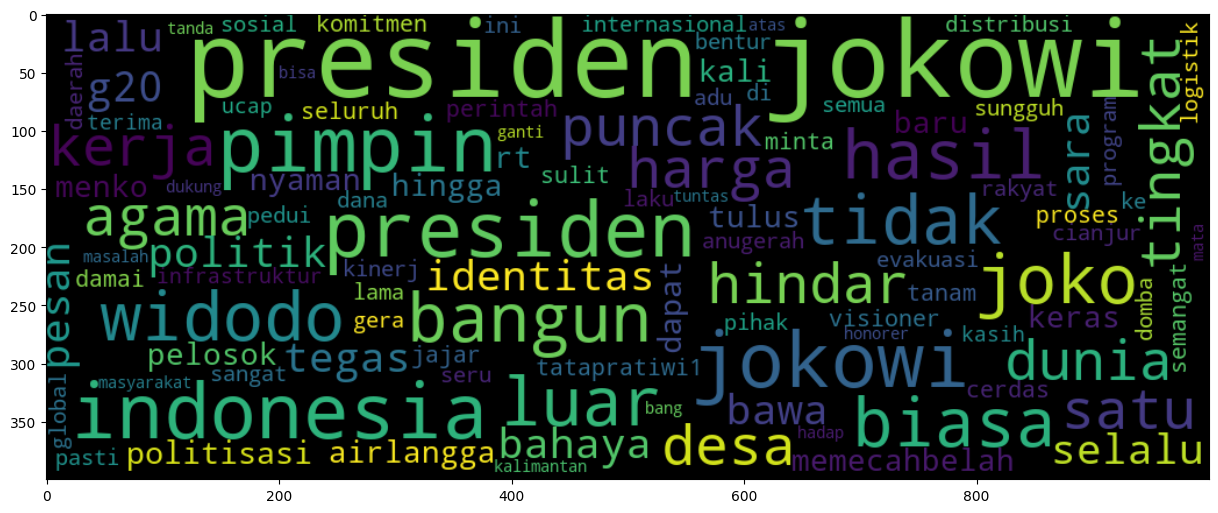 0
50
100
150
200
250
300
350
0 200 400 600 800
lalu tanda sosial komitmen ini internasional atas distribusi
presiden jokowi
bentur
kali
logistik
daerah
g20
bisa
ucap seluruh perintah adu di semua sungguh
terima
kerja pimpin ganti rt puncak minta baru
harga hasil
sara program tingkat
menko dukung nyaman hingga sulit
dana laku tuntas rakyat ke
agama pedui presiden tulus tidak proses
anugerah cianjur mata
pesan masalah politik
damai infrastruktur kinerj identitas evakuasi
dapat hindar tanam joko
lama
domba semangat
widodo gera bangun pihak visioner keras
honorer kasih
pelosok tegas jajar jokowi dunia
sangat seru tatapratiwi1
global masyarakat cerdas
indonesia luar bang bawa biasa satu
hadap
pasti politisasi airlangga bahaya desa memecahbelah selalu
kalimantan